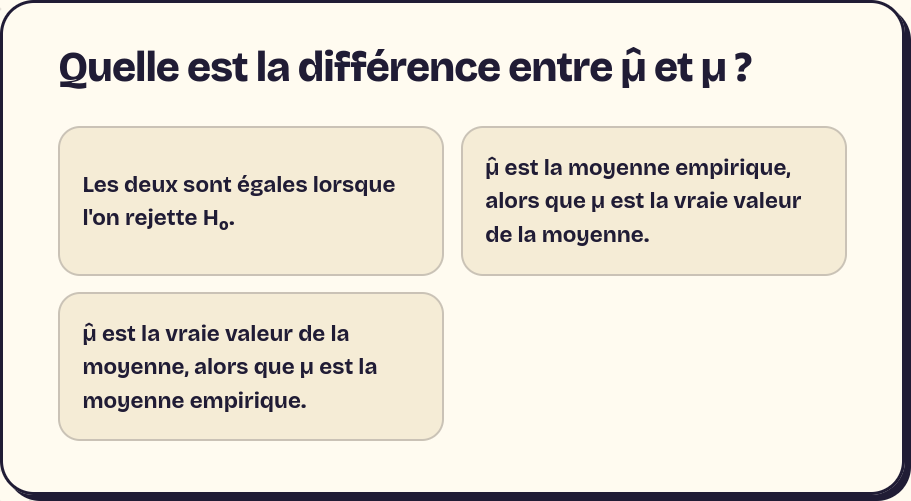 Quelle est la différence entre µ̂ et µ ?
Les deux sont égales lorsque
l'on rejette H₀.
µ̂ est la moyenne empirique,
alors que µ est la vraie valeur
de la moyenne.
µ̂ est la vraie valeur de la
moyenne, alors que µ est la
moyenne empirique.